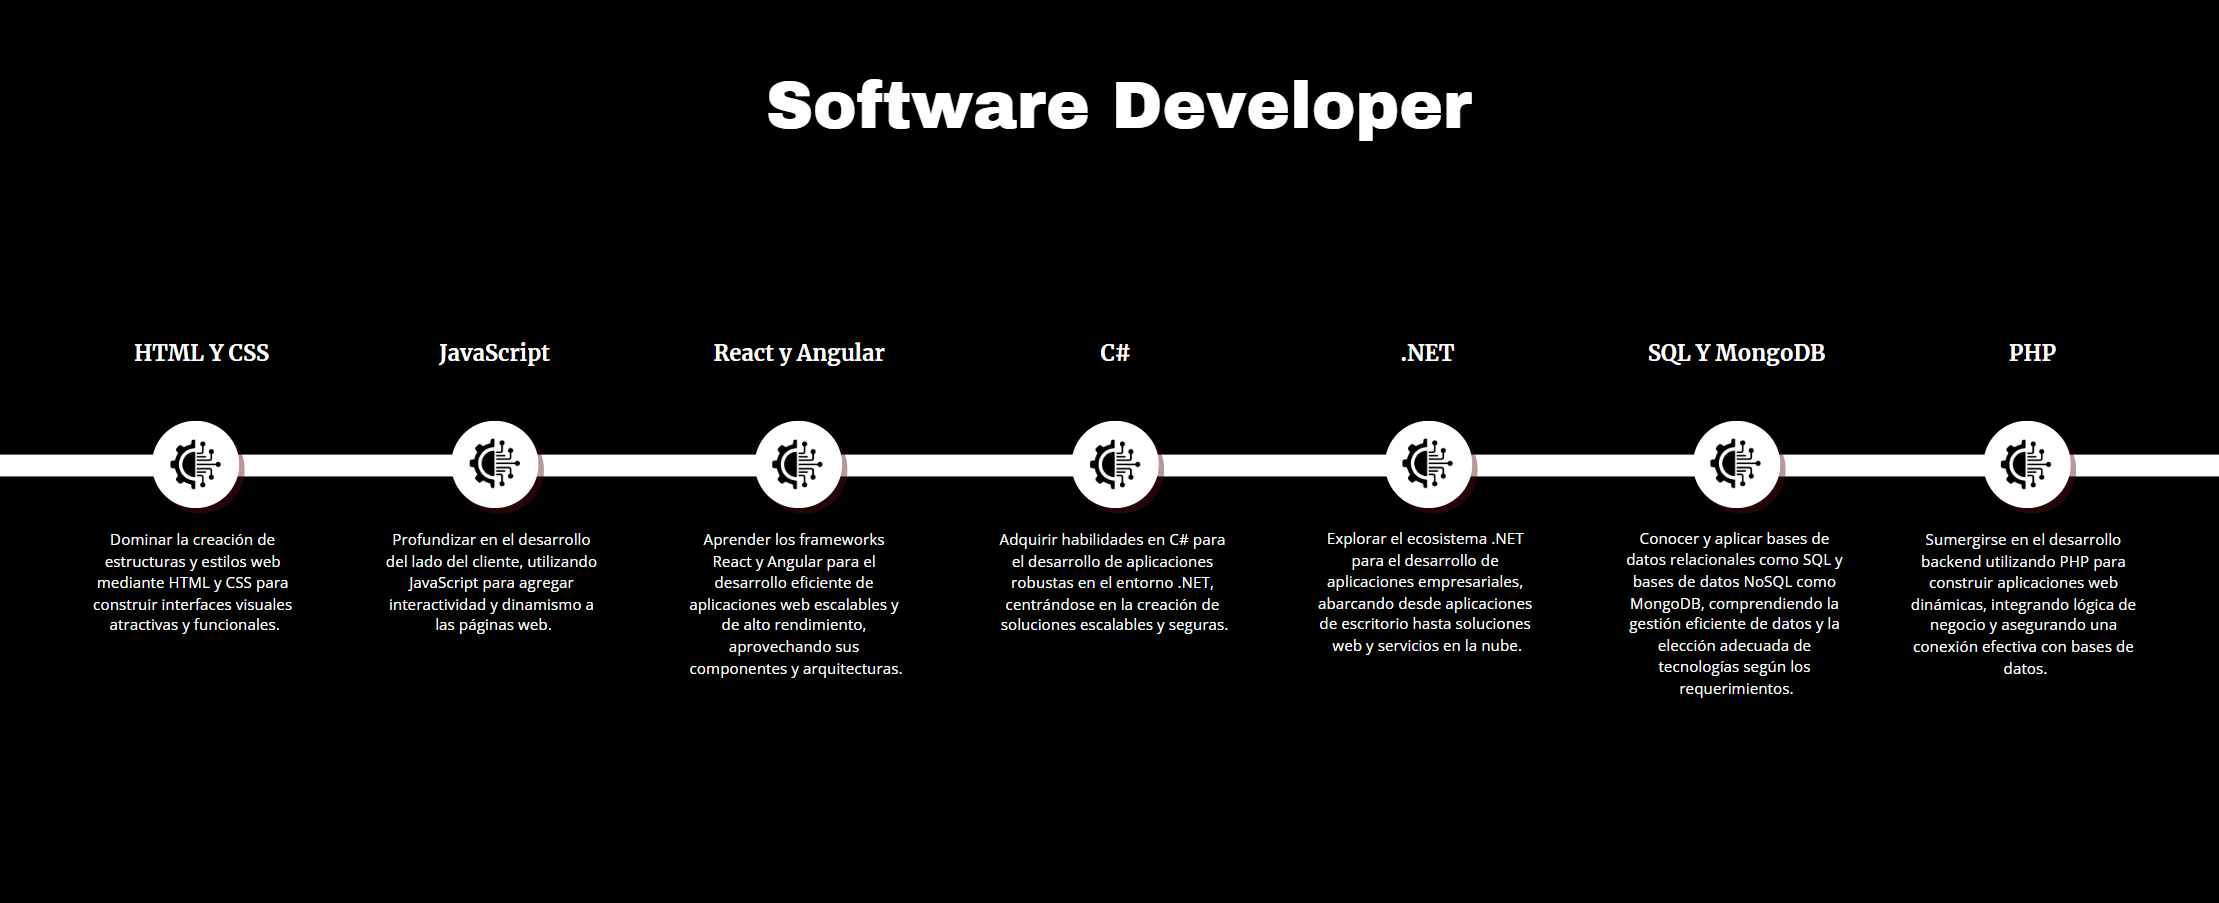 Software Developer
HTML Y CSS
JavaScript
React y Angular
C#
.NET
SQL Y MongoDB
PHP
Dominar la creación de
estructuras y estilos web
mediante HTML y CSS para
construir interfaces visuales
atractivas y funcionales.
Profundizar en el desarrollo
del lado del cliente, utilizando
JavaScript para agregar
interactividad y dinamismo a
las páginas web.
Aprender los frameworks
React y Angular para el
desarrollo eficiente de
aplicaciones web escalables y
de alto rendimiento,
aprovechando sus
componentes y arquitecturas.
Adquirir habilidades en C# para
el desarrollo de aplicaciones
robustas en el entorno .NET,
centrándose en la creación de
soluciones escalables y seguras.
Explorar el ecosistema .NET
para el desarrollo de
aplicaciones empresariales,
abarcando desde aplicaciones
de escritorio hasta soluciones
web y servicios en la nube.
Conocer y aplicar bases de
datos relacionales como SQL y
bases de datos NoSQL como
MongoDB, comprendiendo la
gestión eficiente de datos y la
elección adecuada de
tecnologías según los
requerimientos.
Sumergirse en el desarrollo
backend utilizando PHP para
construir aplicaciones web
dinámicas, integrando lógica de
negocio y asegurando una
conexión efectiva con bases de
datos.